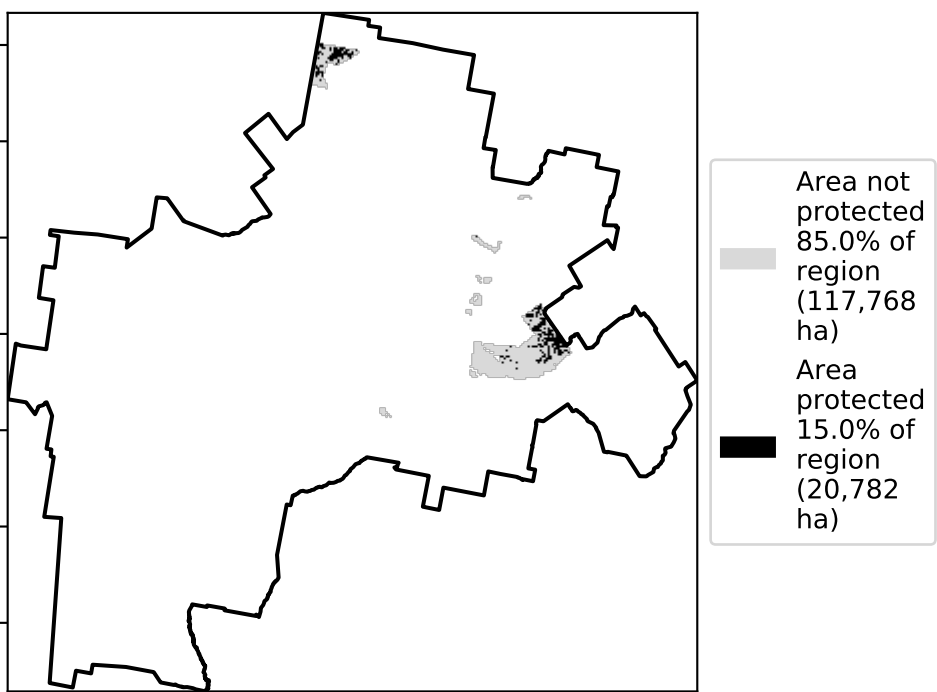 Area not
protected
85.0% of
region
(117,768
ha)
Area
protected
15.0% of
region
(20,782
ha)